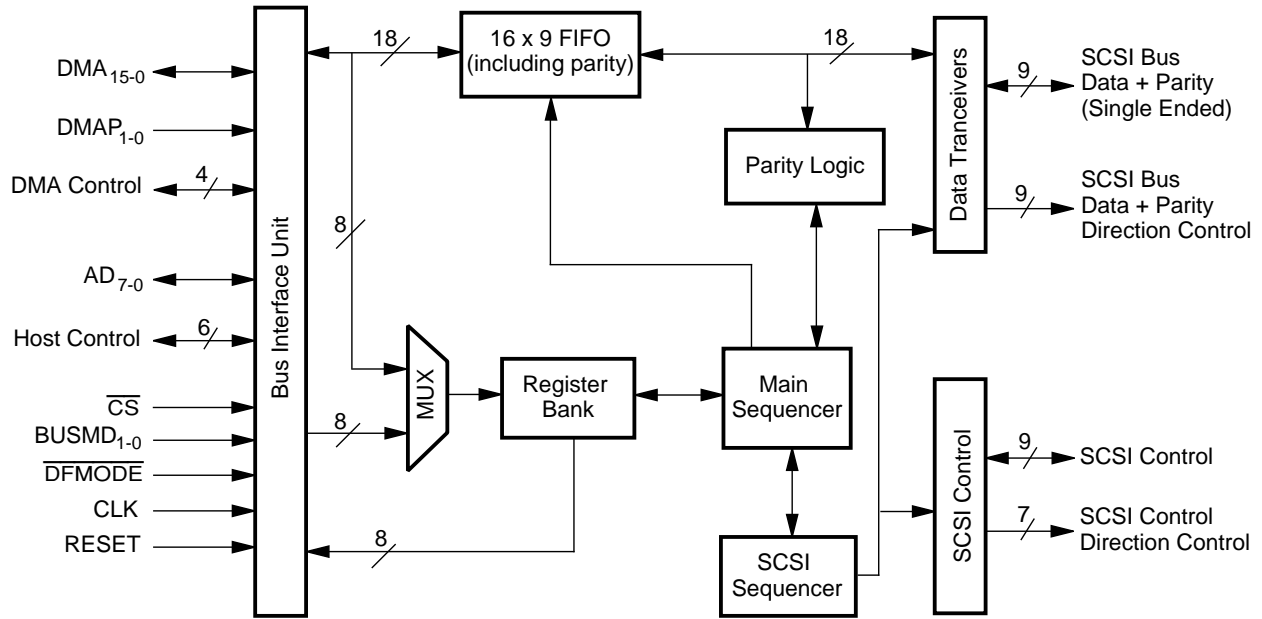 DMA15-0
DMAP1-0
DMA Control
4
AD7-0
Host Control
6
CS
BUSMD1-0
DFMODE
CLK
RESET
Bus Interface Unit
18
8
8
8
MUX
16 x 9 FIFO
(including parity)
Register
Bank
18
Parity Logic
Main
Sequencer
SCSI
Sequencer
Data Tranceivers
9
SCSI Bus
Data + Parity
(Single Ended)
9
SCSI Bus
Data + Parity
Direction Control
SCSI Control
9
SCSI Control
7
SCSI Control
Direction Control